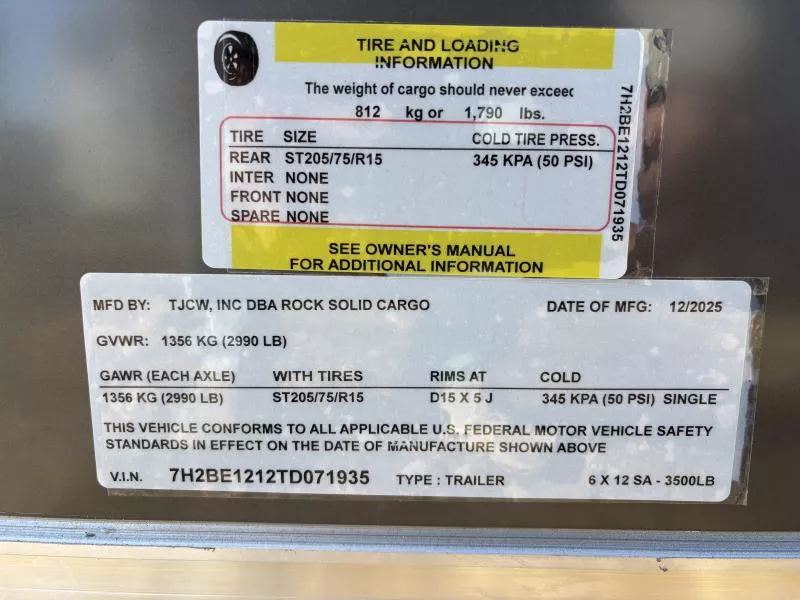 TIRE AND LOADING
INFORMATION
The weight of cargo should never exceed
812 kg or 1,790 lbs.
TIRE SIZE COLD TIRE PRESS.
REAR ST205/75/R15 345 KPA (50 PSI)
INTER NONE
FRONT NONE
SPARE NONE
SEE OWNER'S MANUAL
FOR ADDITIONAL INFORMATION
7H2BE1212TD071935
MFD BY: TJCW, INC DBA ROCK SOLID CARGO DATE OF MFG: 12/2025
GVWR: 1356 KG (2990 LB)
GAWR (EACH AXLE) WITH TIRES RIMS AT COLD
1356 KG (2990 LB) ST205/75/R15 D15 X 5 J 345 KPA (50 PSI) SINGLE
THIS VEHICLE CONFORMS TO ALL APPLICABLE U.S. FEDERAL MOTOR VEHICLE SAFETY
STANDARDS IN EFFECT ON THE DATE OF MANUFACTURE SHOWN ABOVE
V.I.N. 7H2BE1212TD071935 TYPE : TRAILER 6 X 12 SA - 3500LB